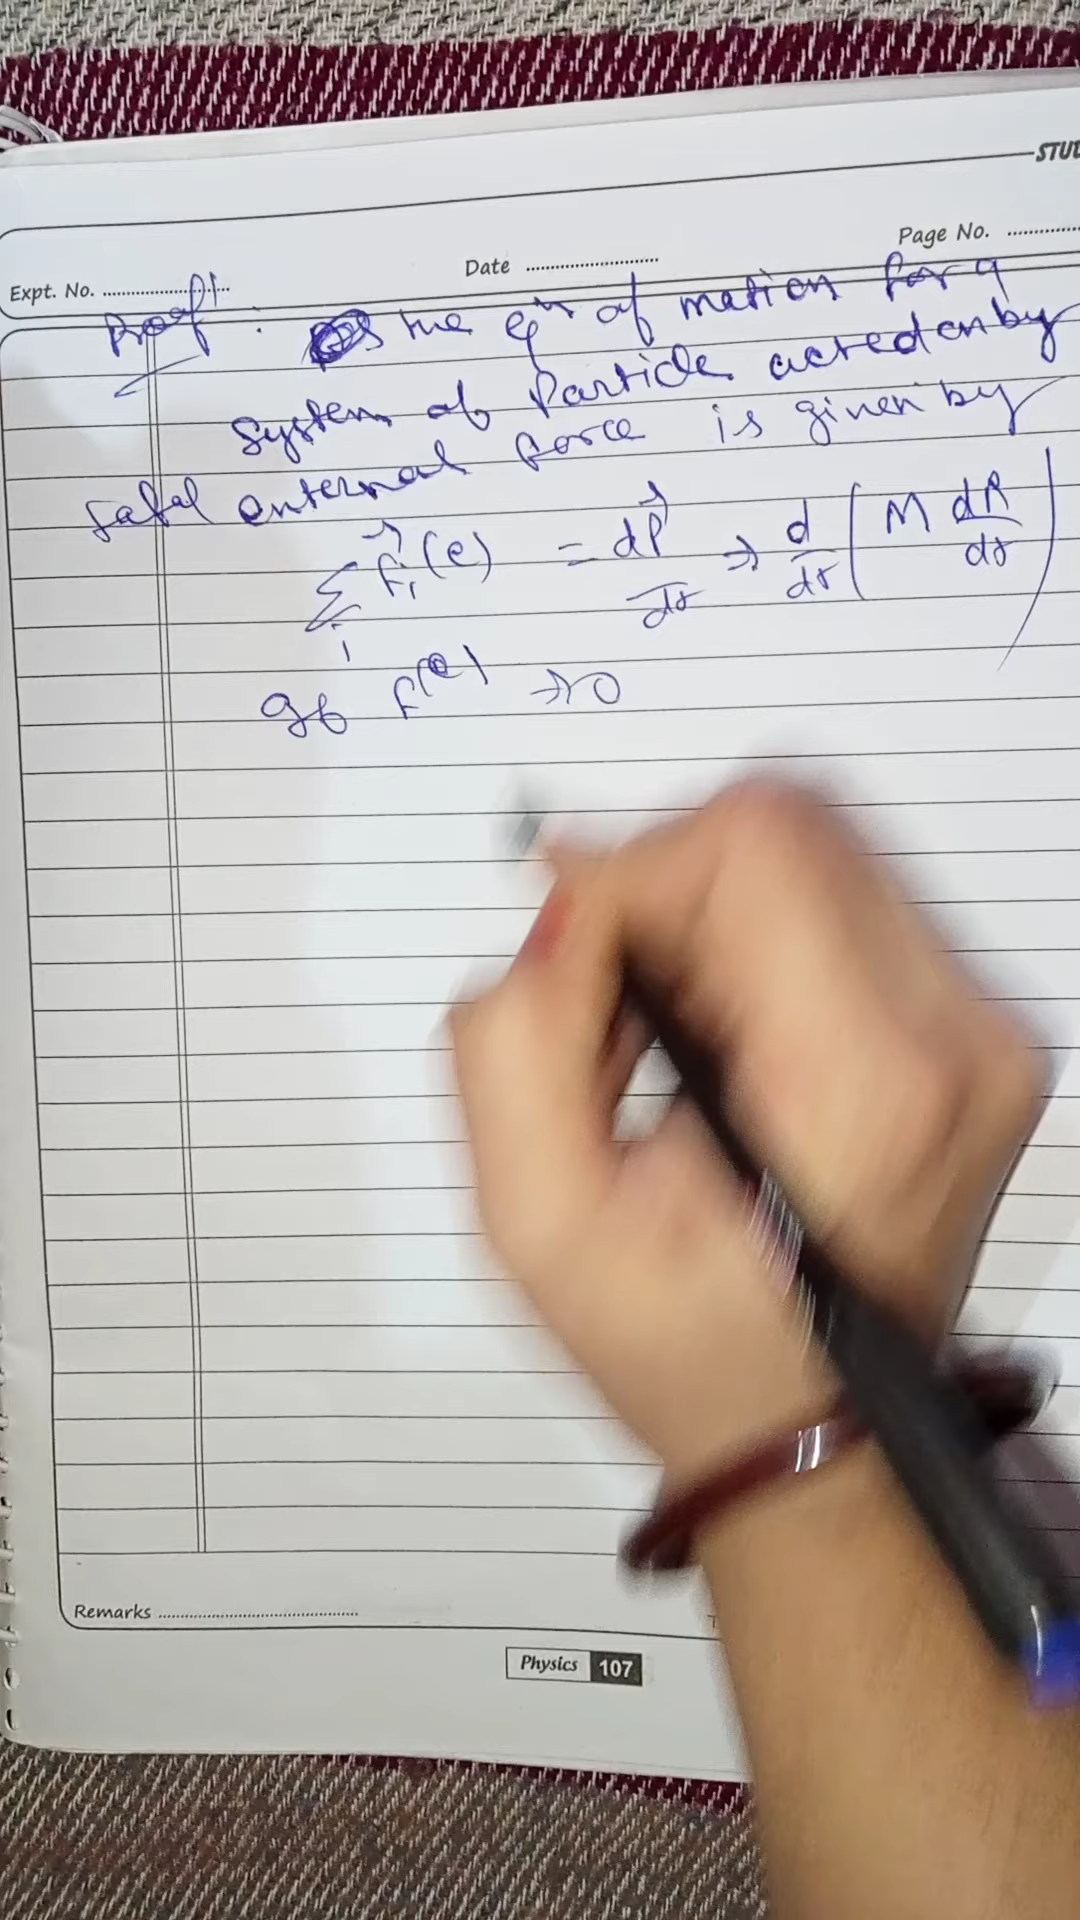 STUD
Page No. ..............
Date ..............
Expt. No. ..............
Proof :
the eqn of motion for a
System of Particle acted on by
total external force is given by
∑ᵢ F⃗ᵢ(e) = dP⃗/dt ⇒ d/dt (M dR/dt)
If F(e) → 0
Remarks ..............
T
Physics 107